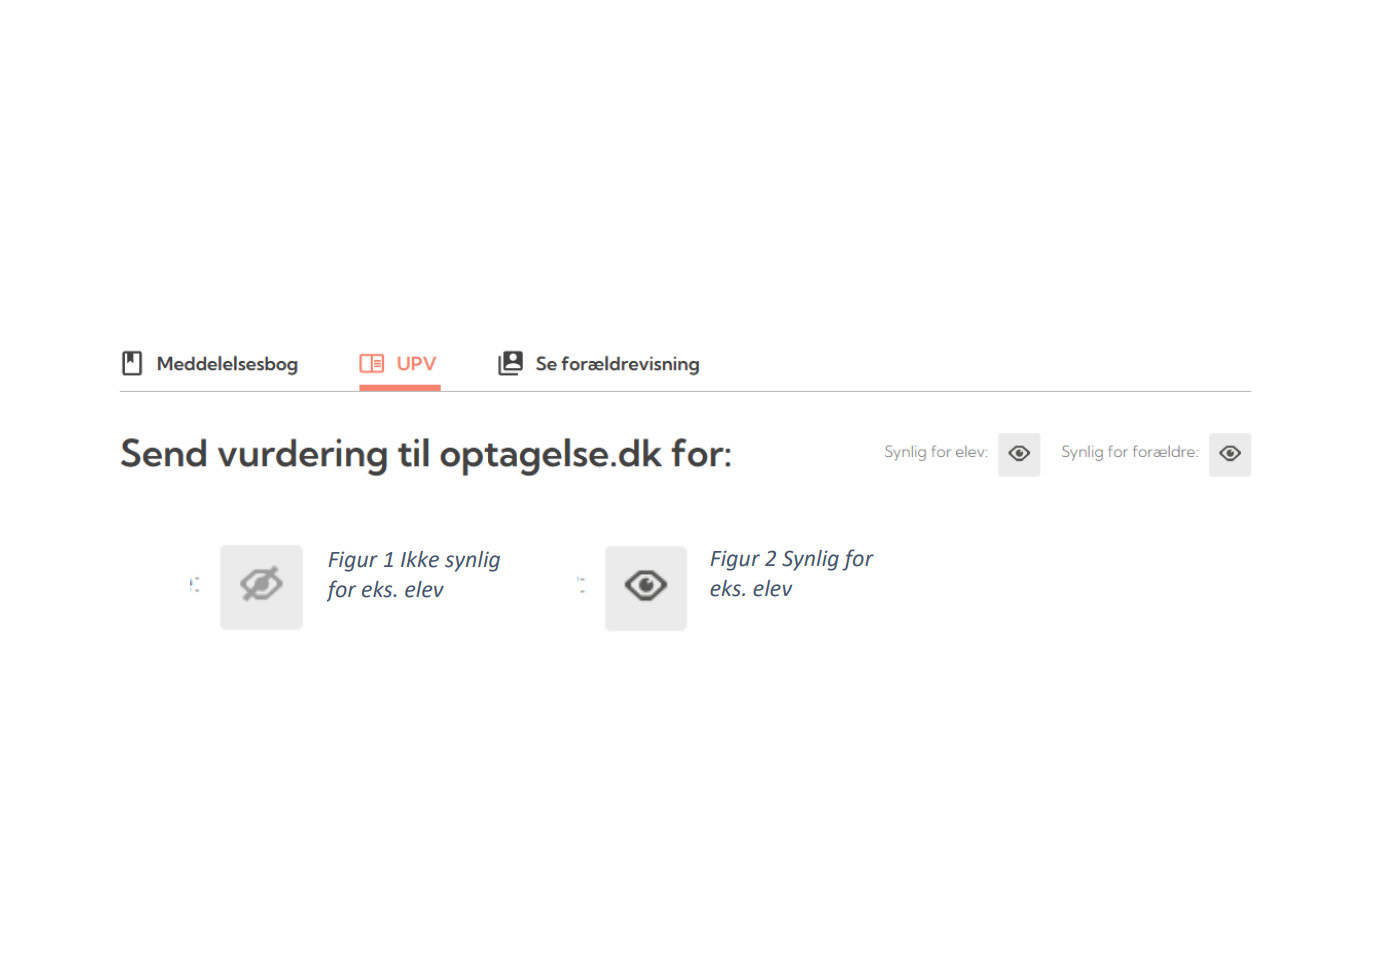 Meddelelsesbog UPV Se forældrevisning
Send vurdering til optagelse.dk for: Synlig for elev: Synlig for forældre:
Figur 1 Ikke synlig
for eks. elev
Figur 2 Synlig for
eks. elev